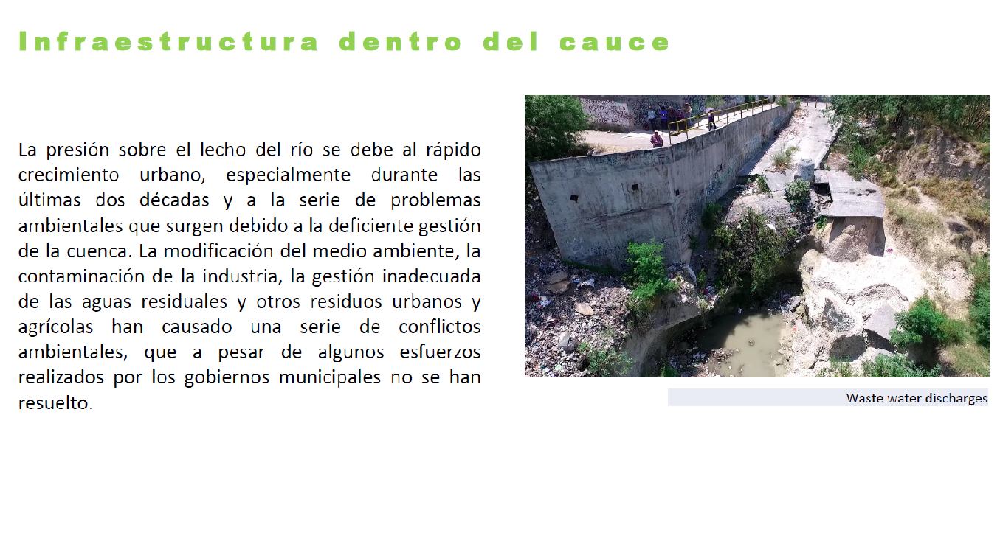 Infraestructura dentro del cauce
La presión sobre el lecho del río se debe al rápido
crecimiento urbano, especialmente durante las
últimas dos décadas y a la serie de problemas
ambientales que surgen debido a la deficiente gestión
de la cuenca. La modificación del medio ambiente, la
contaminación de la industria, la gestión inadecuada
de las aguas residuales y otros residuos urbanos y
agrícolas han causado una serie de conflictos
ambientales, que a pesar de algunos esfuerzos
realizados por los gobiernos municipales no se han
resuelto.
Waste water discharges